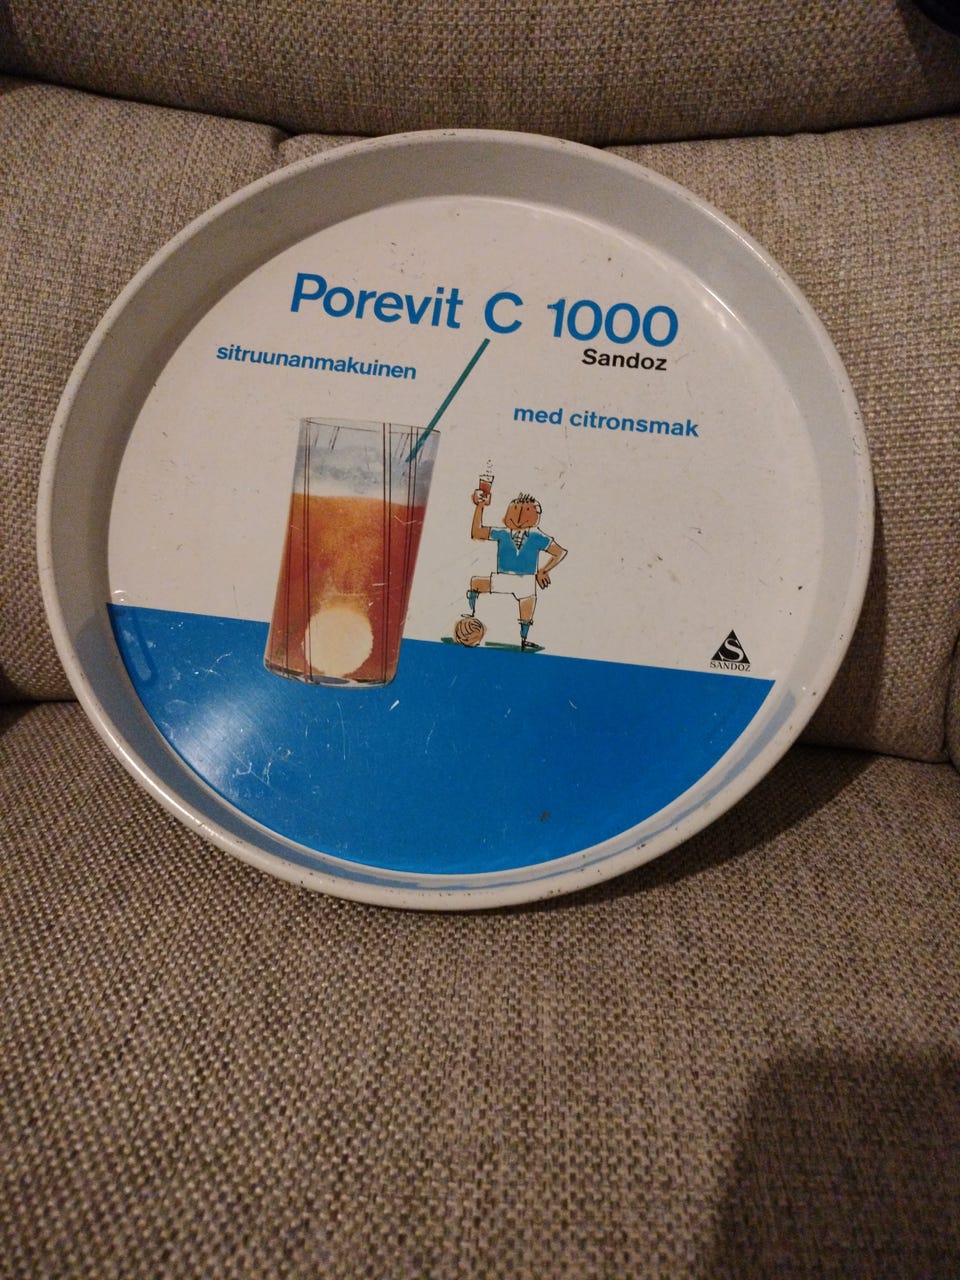 Porevit C 1000
Sandoz
sitruunanmakuinen
med citronsmak
S
SANDOZ